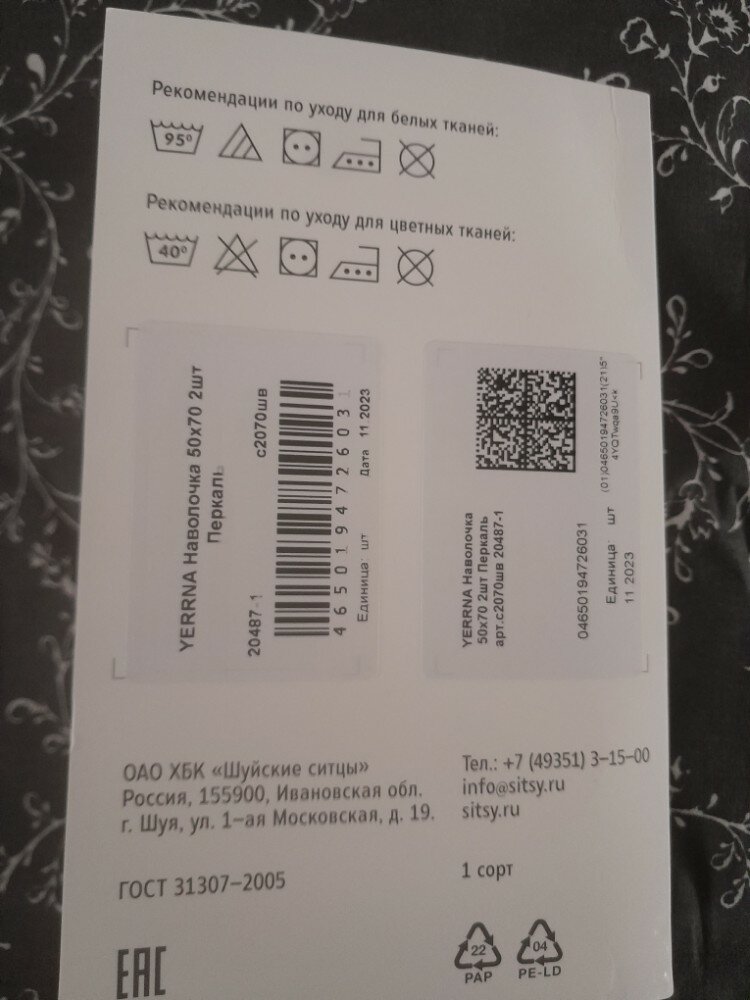 Рекомендации по уходу для белых тканей:
95°
Рекомендации по уходу для цветных тканей:
40°
YERRNA Наволочка 50х70 2шт
Перкаль
20487-1
с2070шв
4650194726031
Единица: шт
Дата 11 2023
YERRNA Наволочка
50х70 2шт Перкаль
арт.с2070шв 20487-1
04650194726031
Единица: шт
11 2023
ОАО ХБК «Шуйские ситцы»
Россия, 155900, Ивановская обл.
г. Шуя, ул. 1-ая Московская, д. 19.
Тел.: +7 (49351) 3-15-00
info@sitsy.ru
sitsy.ru
ГОСТ 31307-2005
1 сорт
EAC
22
PAP
04
PE-LD